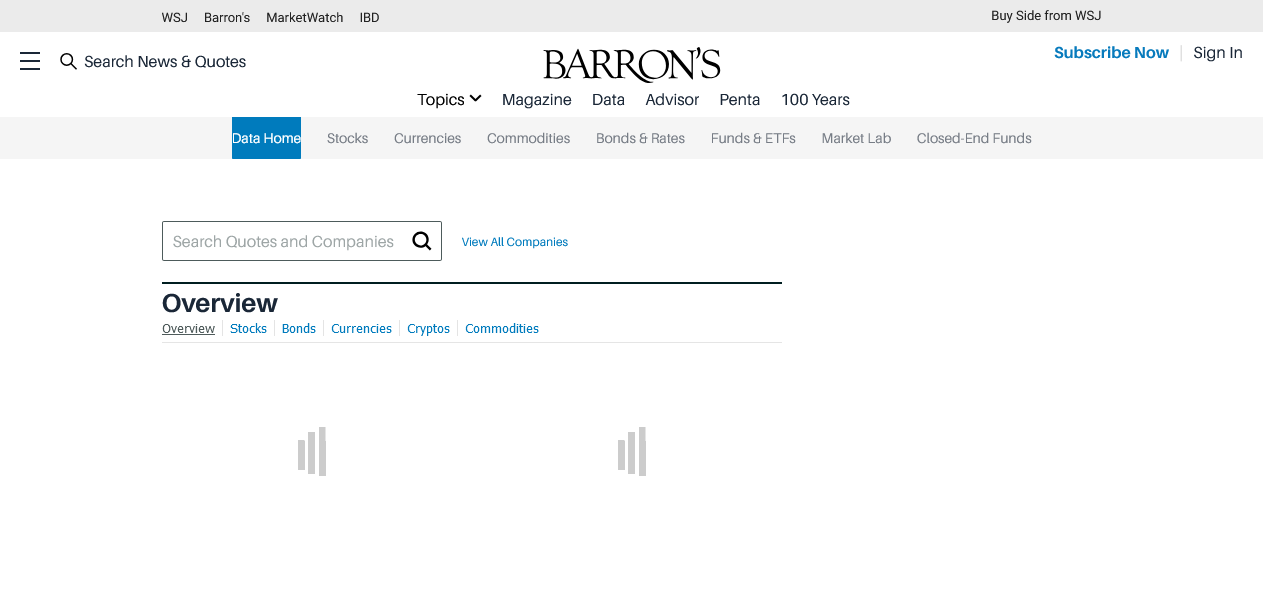 WSJ Barron's MarketWatch IBD Buy Side from WSJ
Search News & Quotes BARRON'S Subscribe Now Sign In
Topics Magazine Data Advisor Penta 100 Years
Data Home Stocks Currencies Commodities Bonds & Rates Funds & ETFs Market Lab Closed-End Funds
Search Quotes and Companies View All Companies
Overview
Overview Stocks Bonds Currencies Cryptos Commodities